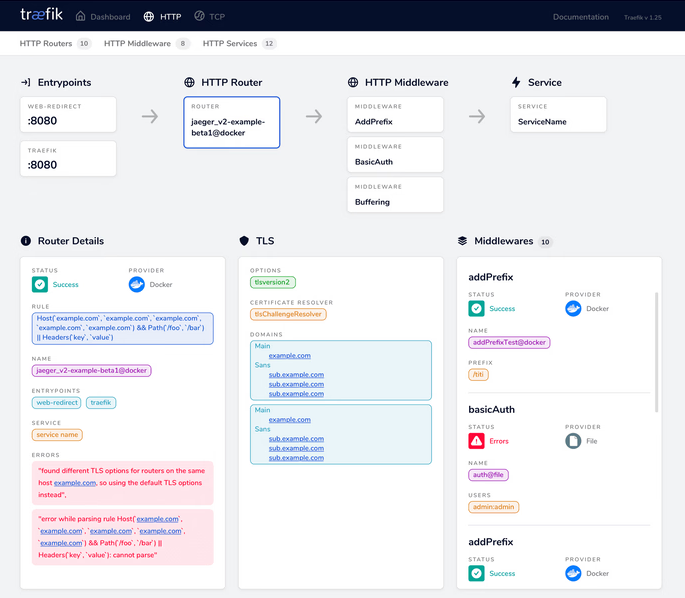 træfik Dashboard HTTP TCP Documentation Traefik v 1.25
HTTP Routers 10 HTTP Middleware 8 HTTP Services 12
Entrypoints
WEB-REDIRECT
:8080
TRAEFIK
:8080
HTTP Router
ROUTER
jaeger_v2-example-
beta1@docker
HTTP Middleware
MIDDLEWARE
AddPrefix
MIDDLEWARE
BasicAuth
MIDDLEWARE
Buffering
Service
SERVICE
ServiceName
Router Details
STATUS PROVIDER
Success Docker
RULE
Host(`example.com`, `example.com`, `example.com`,
`example.com`, `example.com`) && Path(`/foo`, `/bar`)
|| Headers(`key`, `value`)
NAME
jaeger_v2-example-beta1@docker
ENTRYPOINTS
web-redirect traefik
SERVICE
service name
ERRORS
"found different TLS options for routers on the same
host example.com, so using the default TLS options
instead",
"error while parsing rule Host(`example.com`,
`example.com`, `example.com`, `example.com`,
`example.com`) && Path(`/foo`, `/bar`) ||
Headers(`key`, `value`): cannot parse"
TLS
OPTIONS
tlsversion2
CERTIFICATE RESOLVER
tlsChallengeResolver
DOMAINS
Main
example.com
Sans
sub.example.com
sub.example.com
sub.example.com
Main
example.com
Sans
sub.example.com
sub.example.com
sub.example.com
Middlewares 10
addPrefix
STATUS PROVIDER
Success Docker
NAME
addPrefixTest@docker
PREFIX
/titi
basicAuth
STATUS PROVIDER
Errors File
NAME
auth@file
USERS
admin:admin
addPrefix
STATUS PROVIDER
Success Docker